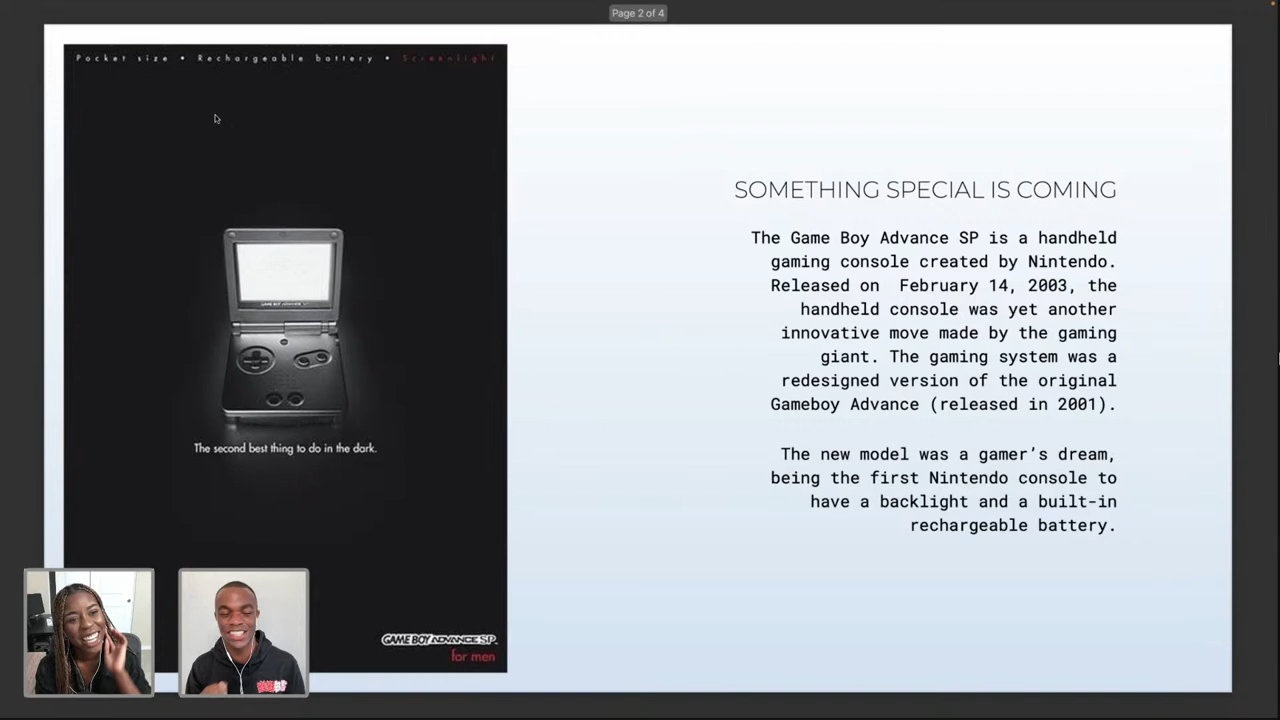 Page 2 of 4
Pocket size • Rechargeable battery • Screenlight
GAME BOY ADVANCE SP
The second best thing to do in the dark.
GAME BOY ADVANCE SP
for men
SOMETHING SPECIAL IS COMING
The Game Boy Advance SP is a handheld
gaming console created by Nintendo.
Released on  February 14, 2003, the
handheld console was yet another
innovative move made by the gaming
giant. The gaming system was a
redesigned version of the original
Gameboy Advance (released in 2001).
The new model was a gamer’s dream,
being the first Nintendo console to
have a backlight and a built-in
rechargeable battery.